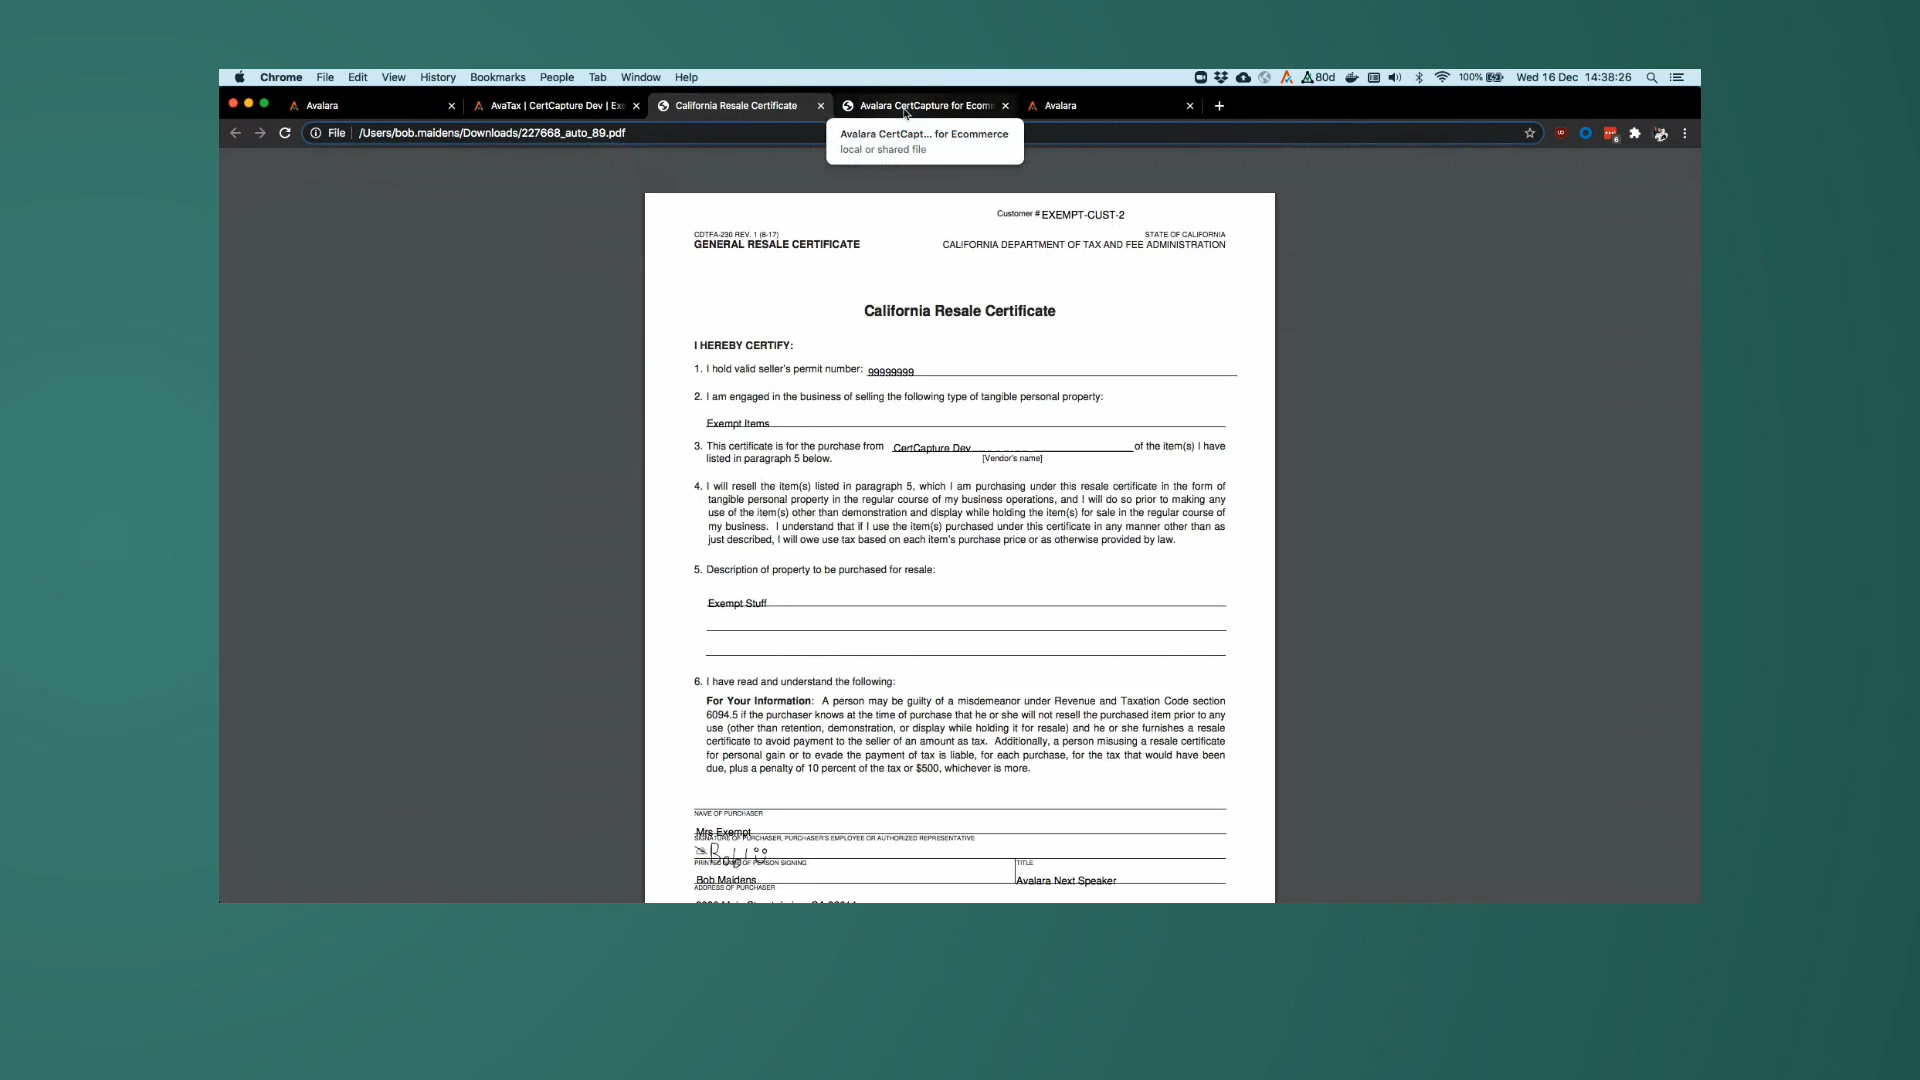 Chrome File Edit View History Bookmarks People Tab Window Help 80d 100% Wed 16 Dec 14:38:26
Avalara AvaTax | CertCapture Dev | Exe California Resale Certificate Avalara CertCapture for Ecom Avalara
File /Users/bob.maidens/Downloads/227668_auto_89.pdf
Avalara CertCapt... for Ecommerce
local or shared file
Customer # EXEMPT-CUST-2
CDTFA-230 REV. 1 (8-17) STATE OF CALIFORNIA
GENERAL RESALE CERTIFICATE CALIFORNIA DEPARTMENT OF TAX AND FEE ADMINISTRATION
California Resale Certificate
I HEREBY CERTIFY:
1. I hold valid seller's permit number: 99999999
2. I am engaged in the business of selling the following type of tangible personal property:
Exempt Items
3. This certificate is for the purchase from CertCapture Dev of the item(s) I have
listed in paragraph 5 below. [Vendor's name]
4. I will resell the item(s) listed in paragraph 5, which I am purchasing under this resale certificate in the form of
tangible personal property in the regular course of my business operations, and I will do so prior to making any
use of the item(s) other than demonstration and display while holding the item(s) for sale in the regular course of
my business. I understand that if I use the item(s) purchased under this certificate in any manner other than as
just described, I will owe use tax based on each item's purchase price or as otherwise provided by law.
5. Description of property to be purchased for resale:
Exempt Stuff
6. I have read and understand the following:
For Your Information: A person may be guilty of a misdemeanor under Revenue and Taxation Code section
6094.5 if the purchaser knows at the time of purchase that he or she will not resell the purchased item prior to any
use (other than retention, demonstration, or display while holding it for resale) and he or she furnishes a resale
certificate to avoid payment to the seller of an amount as tax. Additionally, a person misusing a resale certificate
for personal gain or to evade the payment of tax is liable, for each purchase, for the tax that would have been
due, plus a penalty of 10 percent of the tax or $500, whichever is more.
NAME OF PURCHASER
Mrs Exempt
SIGNATURE OF PURCHASER, PURCHASER'S EMPLOYEE OR AUTHORIZED REPRESENTATIVE
PRINTED NAME OF PERSON SIGNING TITLE
Bob Maidens Avalara Next Speaker
ADDRESS OF PURCHASER